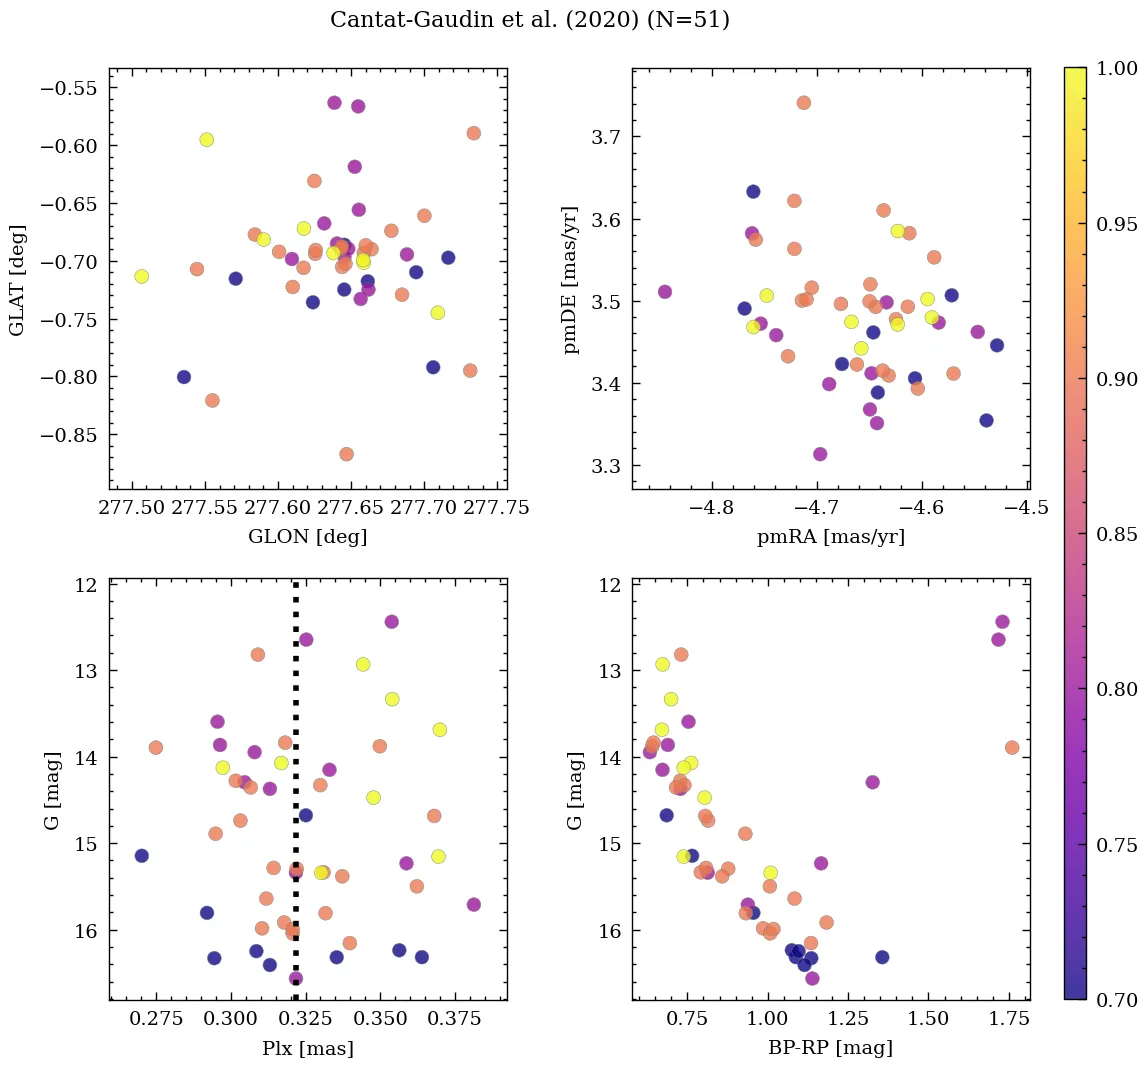 Cantat-Gaudin et al. (2020) (N=51)
−0.55
−0.60
−0.65
−0.70
−0.75
−0.80
−0.85
GLAT [deg]
277.50 277.55 277.60 277.65 277.70 277.75
GLON [deg]
3.7
3.6
3.5
3.4
3.3
pmDE [mas/yr]
−4.8 −4.7 −4.6 −4.5
pmRA [mas/yr]
12
13
14
15
16
G [mag]
0.275 0.300 0.325 0.350 0.375
Plx [mas]
12
13
14
15
16
G [mag]
0.75 1.00 1.25 1.50 1.75
BP-RP [mag]
1.00
0.95
0.90
0.85
0.80
0.75
0.70